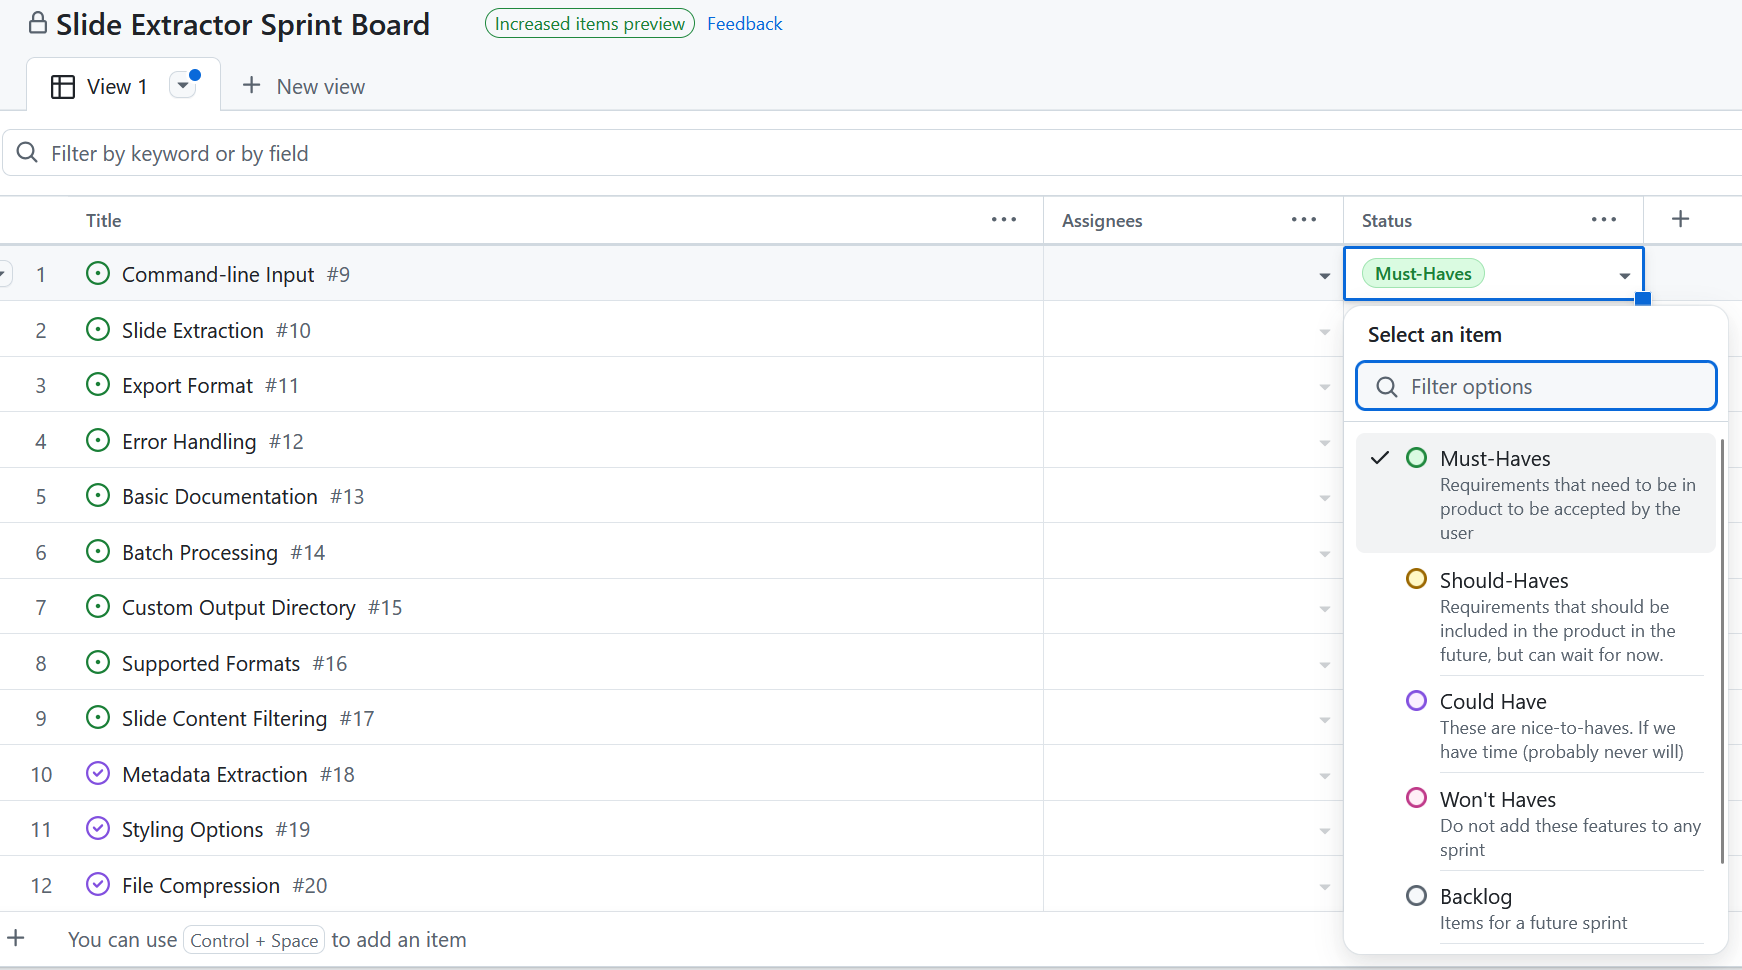 Slide Extractor Sprint Board
Increased items preview
Feedback
View 1
New view
Filter by keyword or by field
Title
Assignees
Status
1 Command-line Input #9 Must-Haves
2 Slide Extraction #10
3 Export Format #11
4 Error Handling #12
5 Basic Documentation #13
6 Batch Processing #14
7 Custom Output Directory #15
8 Supported Formats #16
9 Slide Content Filtering #17
10 Metadata Extraction #18
11 Styling Options #19
12 File Compression #20
You can use Control + Space to add an item
Select an item
Filter options
Must-Haves
Requirements that need to be in
product to be accepted by the
user
Should-Haves
Requirements that should be
included in the product in the
future, but can wait for now.
Could Have
These are nice-to-haves. If we
have time (probably never will)
Won't Haves
Do not add these features to any
sprint
Backlog
Items for a future sprint